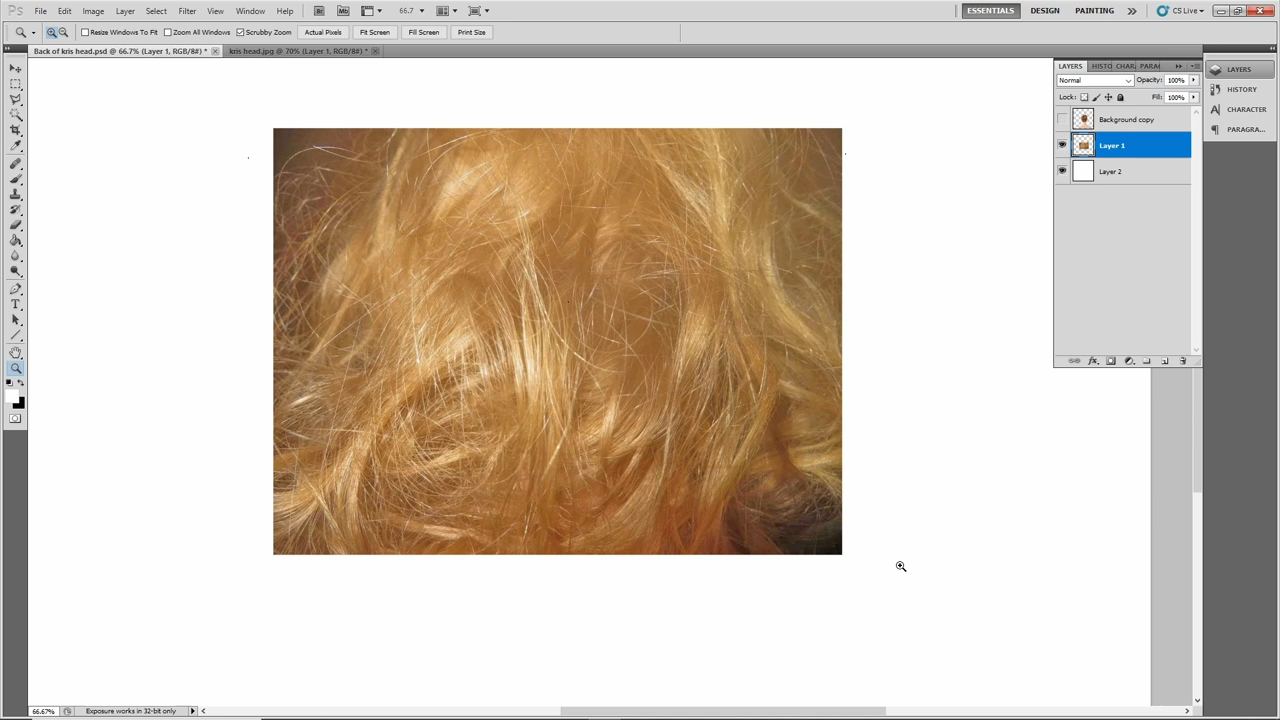 Ps File Edit Image Layer Select Filter View Window Help Br Mb 66.7 ESSENTIALS DESIGN PAINTING CS Live
Resize Windows To Fit Zoom All Windows Scrubby Zoom Actual Pixels Fit Screen Fill Screen Print Size
Back of kris head.psd @ 66.7% (Layer 1, RGB/8#) * kris head.jpg @ 70% (Layer 1, RGB/8#) *
LAYERS HISTO CHAR PARA
Normal Opacity: 100%
Lock: Fill: 100%
Background copy
Layer 1
Layer 2
LAYERS
HISTORY
CHARACTER
PARAGRA...
66.67% Exposure works in 32-bit only